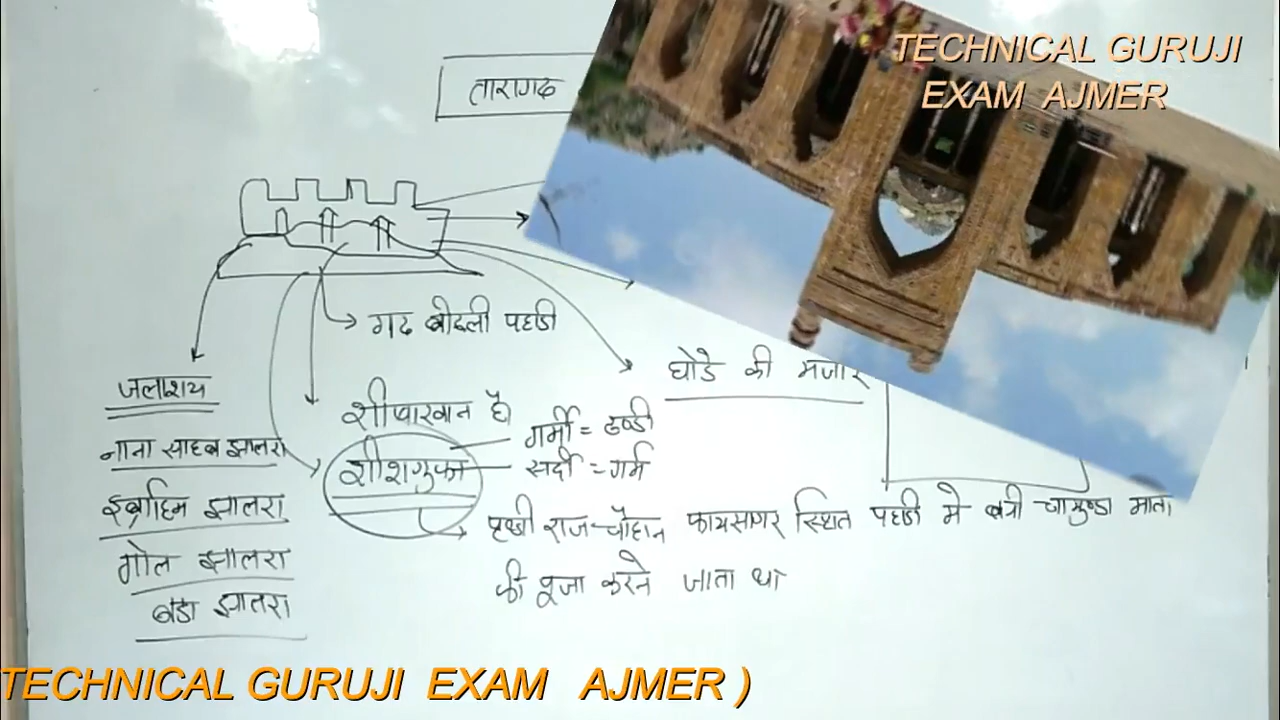 TECHNICAL GURUJI
EXAM AJMER
तारागढ
गढ बीठली पहाडी
जलाशय
घोडे की मजार
नाना साहब झालरा
शीपाखान है।
गर्मी = ठण्डी
शीशगुफा
सर्दी = गर्म
इब्राहिम झालरा
पृथ्वी राज चौहान फायसागर स्थित पहाडी मे बनी चामुण्डा माता
गोल झालरा
की पूजा करने जाता था
बडा झालरा
TECHNICAL GURUJI EXAM AJMER )